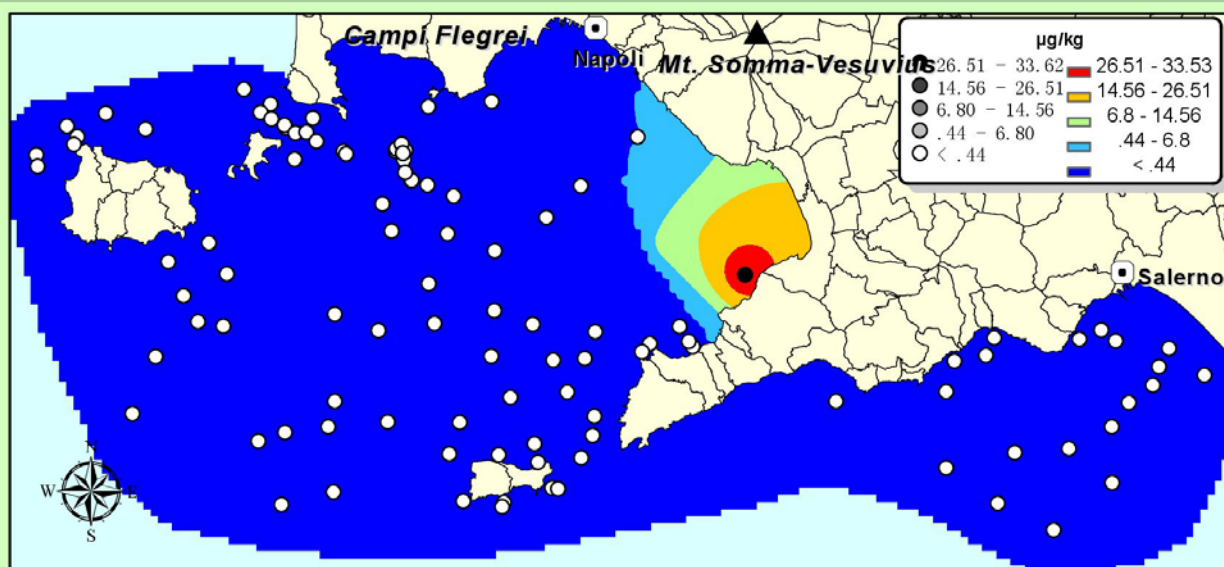 Campi Flegrei
Napoli
Mt. Somma-Vesuvius
Salerno
µg/kg
26.51 - 33.62
14.56 - 26.51
6.80 - 14.56
.44 - 6.80
< .44
26.51 - 33.53
14.56 - 26.51
6.8 - 14.56
.44 - 6.8
< .44
N
W E
S